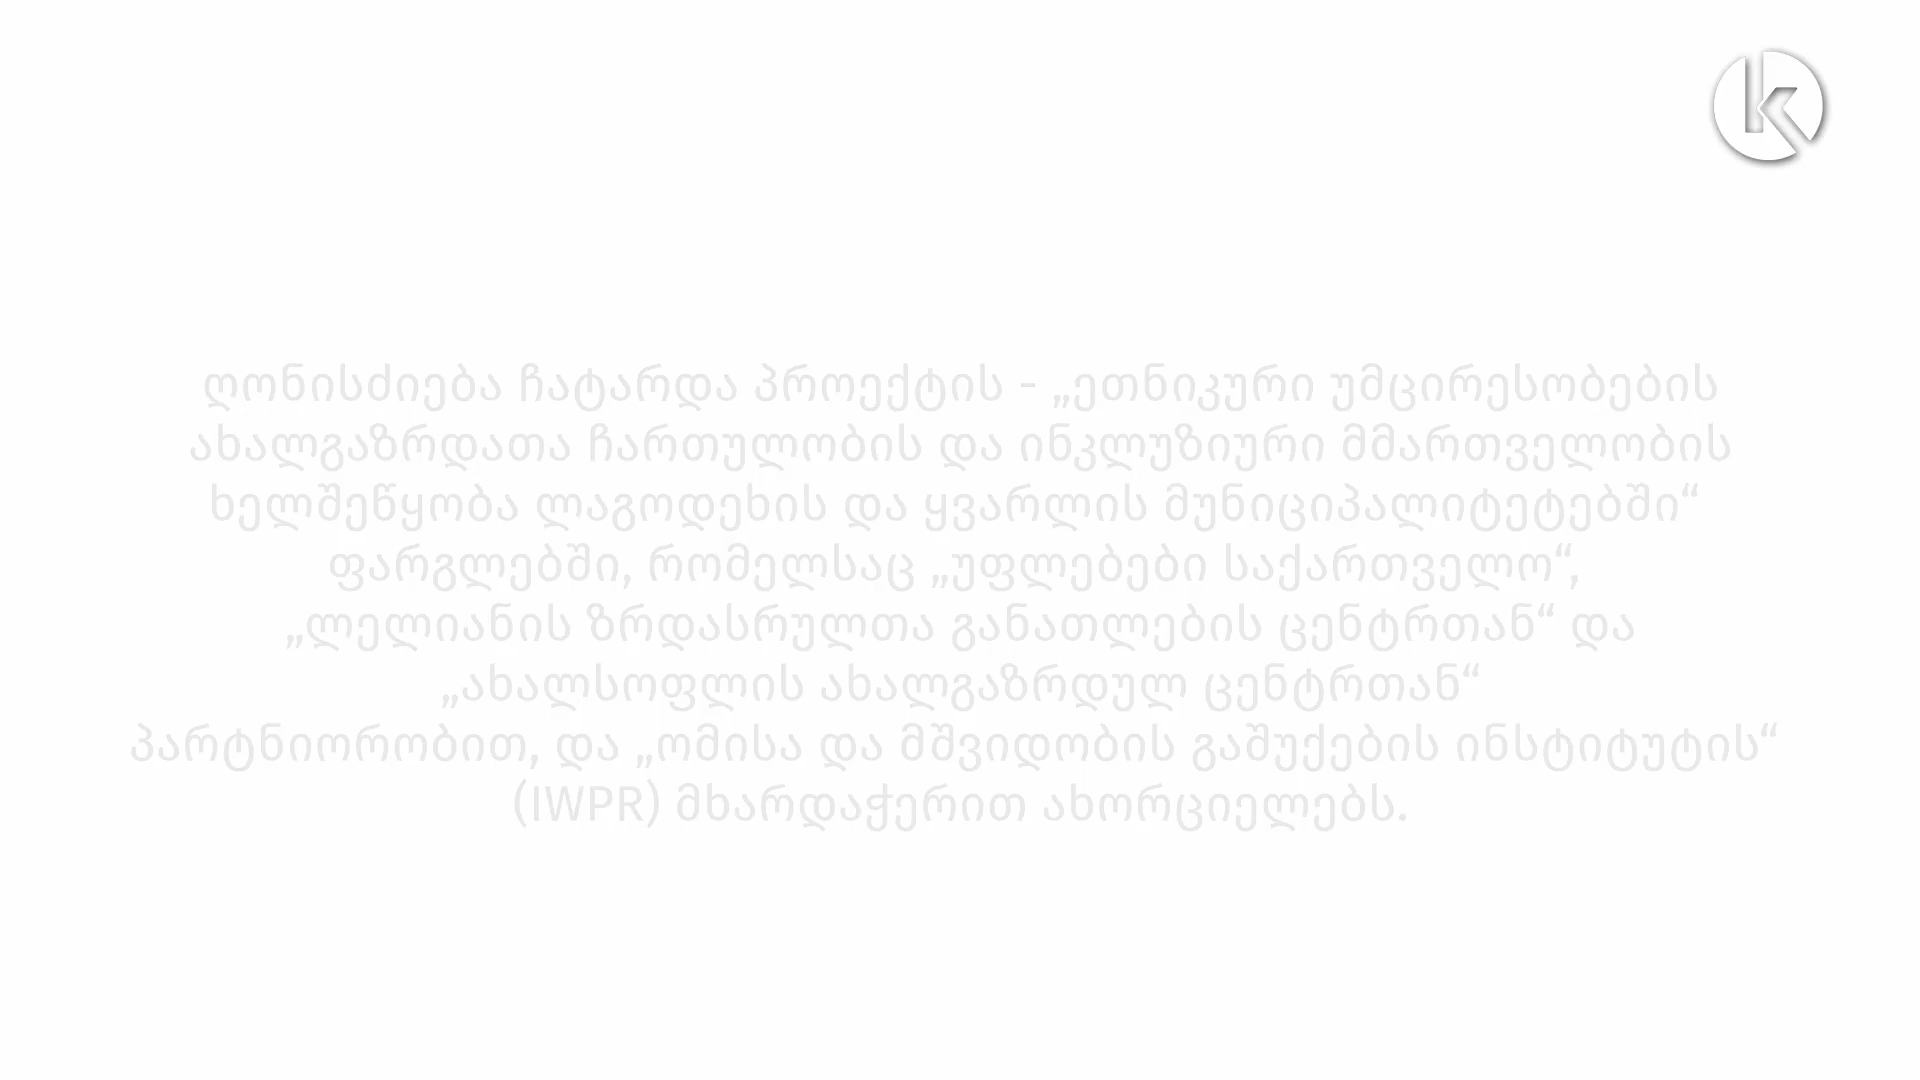 ღონისძიება ჩატარდა პროექტის - „ეთნიკური უმცირესობების
ახალგაზრდათა ჩართულობის და ინკლუზიური მმართველობის
ხელშეწყობა ლაგოდეხის და ყვარლის მუნიციპალიტეტებში“
ფარგლებში, რომელსაც „უფლებები საქართველო“,
„ლელიანის ზრდასრულთა განათლების ცენტრთან“ და
„ახალსოფლის ახალგაზრდულ ცენტრთან“
პარტნიორობით, და „ომისა და მშვიდობის გაშუქების ინსტიტუტის“
(IWPR) მხარდაჭერით ახორციელებს.
k